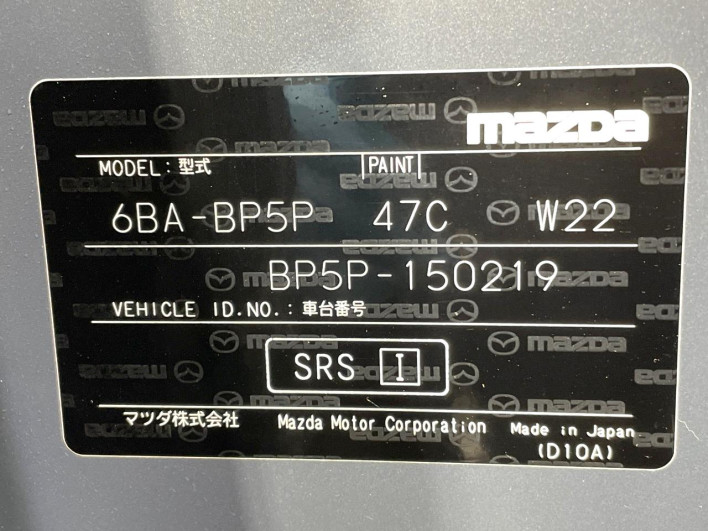 mazda
MODEL : 型式 PAINT
6BA-BP5P 47C W22
BP5P-150219
VEHICLE ID.NO. : 車台番号
SRS I
マツダ株式会社 Mazda Motor Corporation Made in Japan
(D10A)